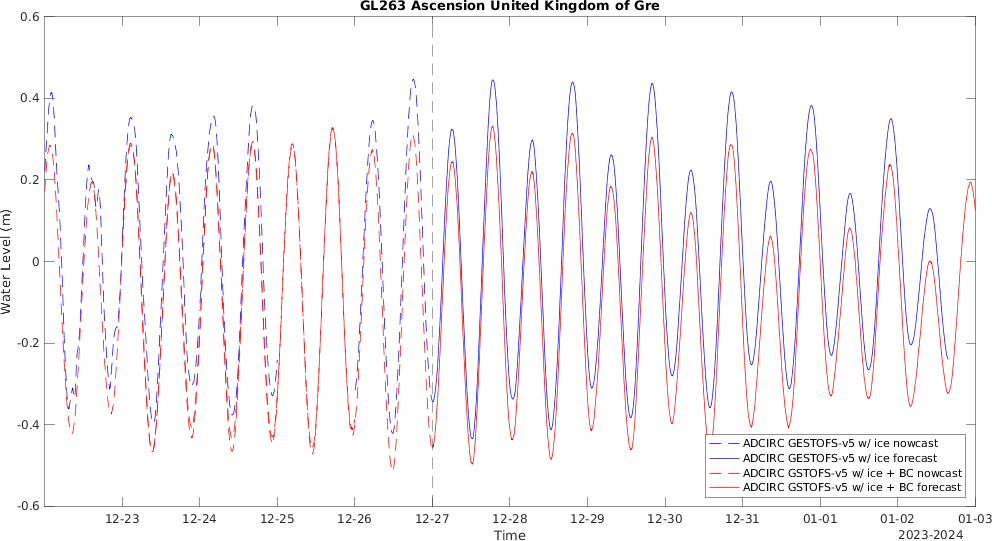 GL263 Ascension United Kingdom of Gre
0.6
0.4
0.2
0
-0.2
-0.4
-0.6
Water Level (m)
12-23 12-24 12-25 12-26 12-27 12-28 12-29 12-30 12-31 01-01 01-02 01-03
Time
2023-2024
ADCIRC GESTOFS-v5 w/ ice nowcast
ADCIRC GESTOFS-v5 w/ ice forecast
ADCIRC GSTOFS-v5 w/ ice + BC nowcast
ADCIRC GSTOFS-v5 w/ ice + BC forecast